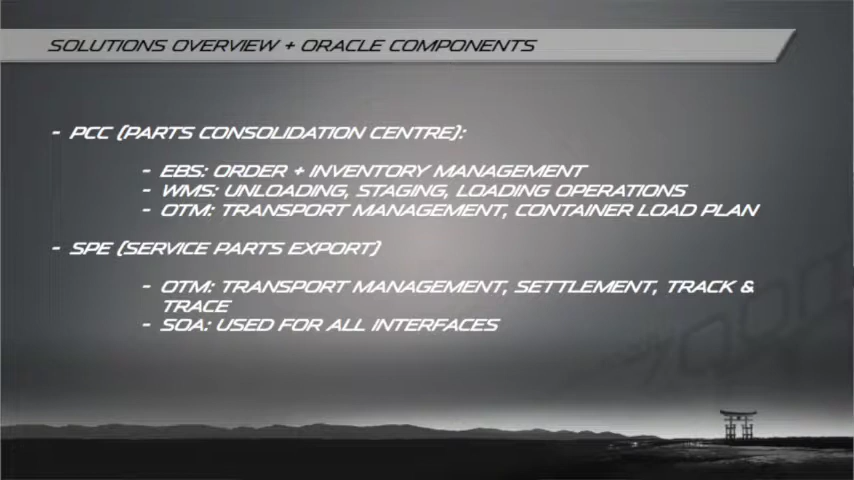 SOLUTIONS OVERVIEW + ORACLE COMPONENTS
- PCC (PARTS CONSOLIDATION CENTRE):
- EBS: ORDER + INVENTORY MANAGEMENT
- WMS: UNLOADING, STAGING, LOADING OPERATIONS
- OTM: TRANSPORT MANAGEMENT, CONTAINER LOAD PLAN
- SPE (SERVICE PARTS EXPORT)
- OTM: TRANSPORT MANAGEMENT, SETTLEMENT, TRACK &
TRACE
- SOA: USED FOR ALL INTERFACES